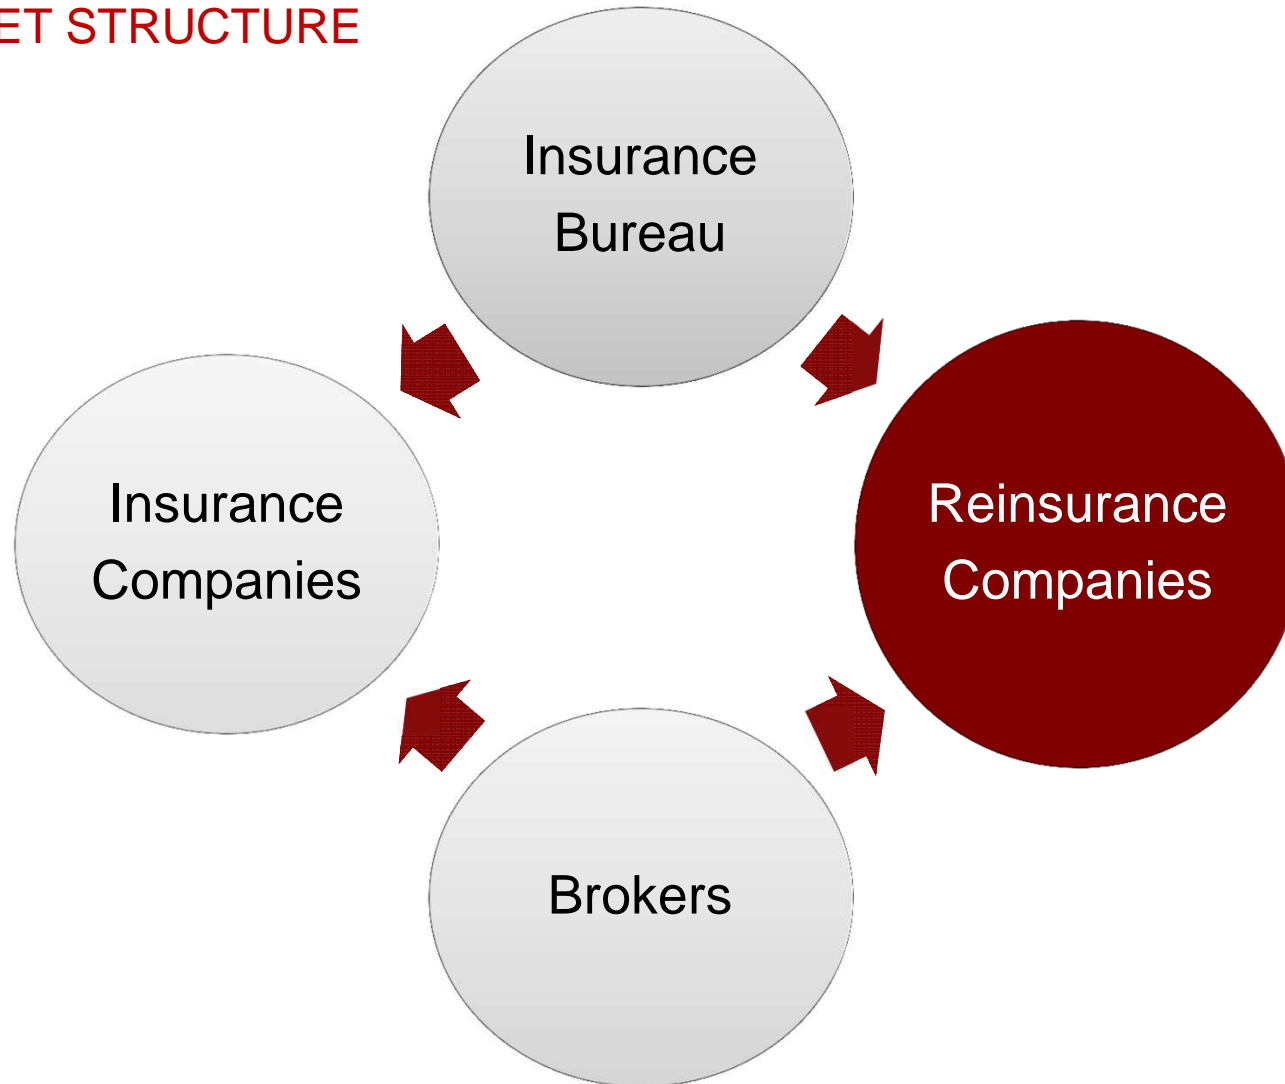 ET STRUCTURE
Insurance
Bureau
Insurance
Companies
Reinsurance
Companies
Brokers